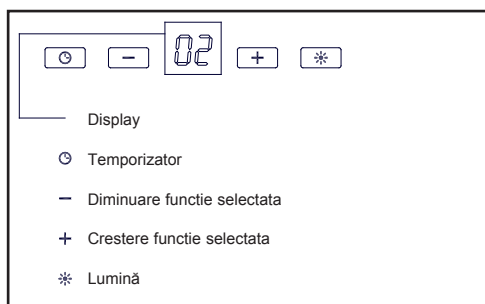 02
Display
Temporizator
Diminuare functie selectata
Crestere functie selectata
Lumină